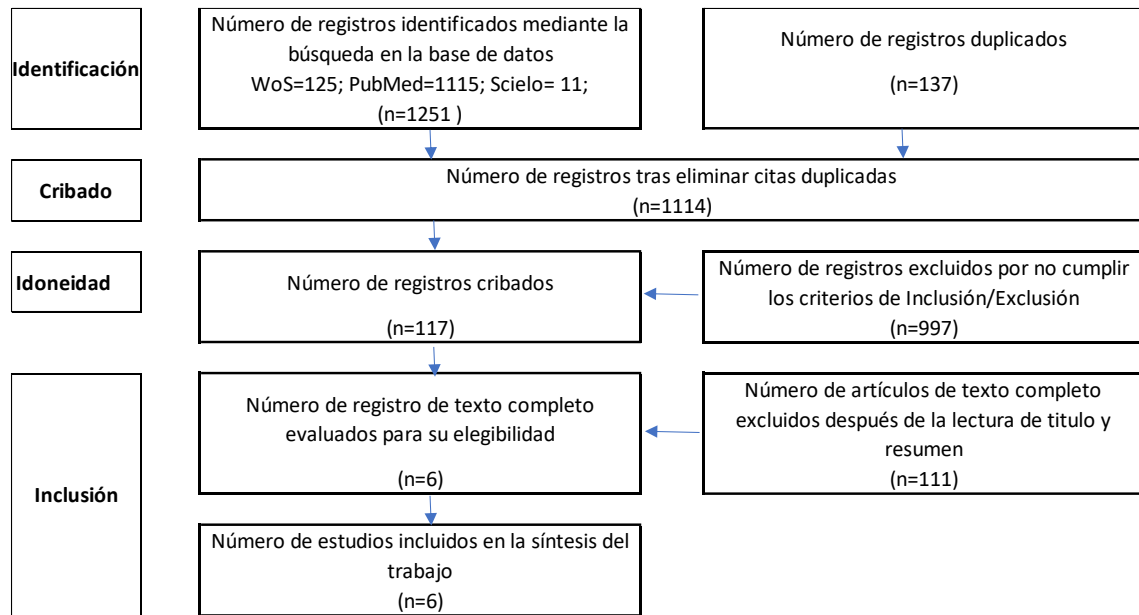 Identificación
Número de registros identificados mediante la
búsqueda en la base de datos
WoS=125; PubMed=1115; Scielo= 11;
(n=1251 )
Número de registros duplicados
(n=137)
Cribado
Número de registros tras eliminar citas duplicadas
(n=1114)
Idoneidad
Número de registros cribados
(n=117)
Número de registros excluidos por no cumplir
los criterios de Inclusión/Exclusión
(n=997)
Inclusión
Número de registro de texto completo
evaluados para su elegibilidad
(n=6)
Número de artículos de texto completo
excluidos después de la lectura de titulo y
resumen
(n=111)
Número de estudios incluidos en la síntesis del
trabajo
(n=6)